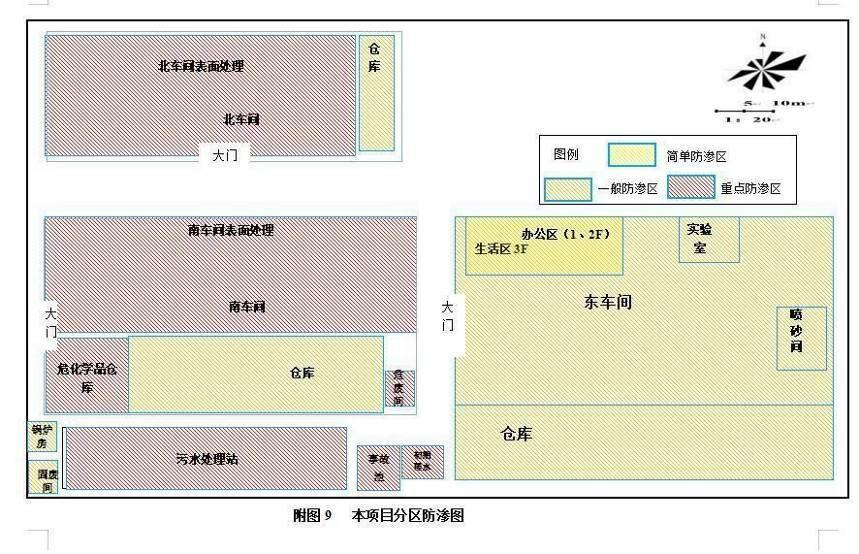 北车间表面处理
仓
库
北车间
大门
N
5 10m
1: 20
图例
简单防渗区
一般防渗区
重点防渗区
南车间表面处理
南车间
大
门
危化学品仓
库
仓库
危
废
间
锅炉
房
固废
间
污水处理站
事故
池
初期
雨水
办公区（1、2F）
生活区3F
实验
室
大
门
东车间
喷
砂
间
仓库
附图9 本项目分区防渗图